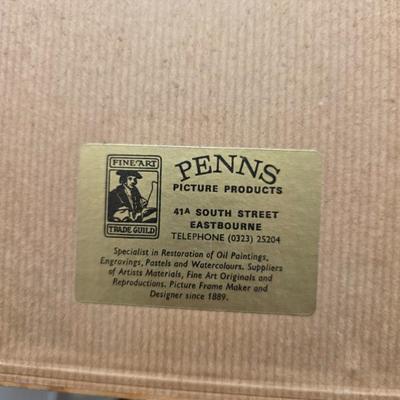 FINE ART
TRADE GUILD
PENNS
PICTURE PRODUCTS
41A SOUTH STREET
EASTBOURNE
TELEPHONE (0323) 25204
Specialist in Restoration of Oil Paintings,
Engravings, Pastels and Watercolours. Suppliers
of Artists Materials, Fine Art Originals and
Reproductions. Picture Frame Maker and
Designer since 1889.